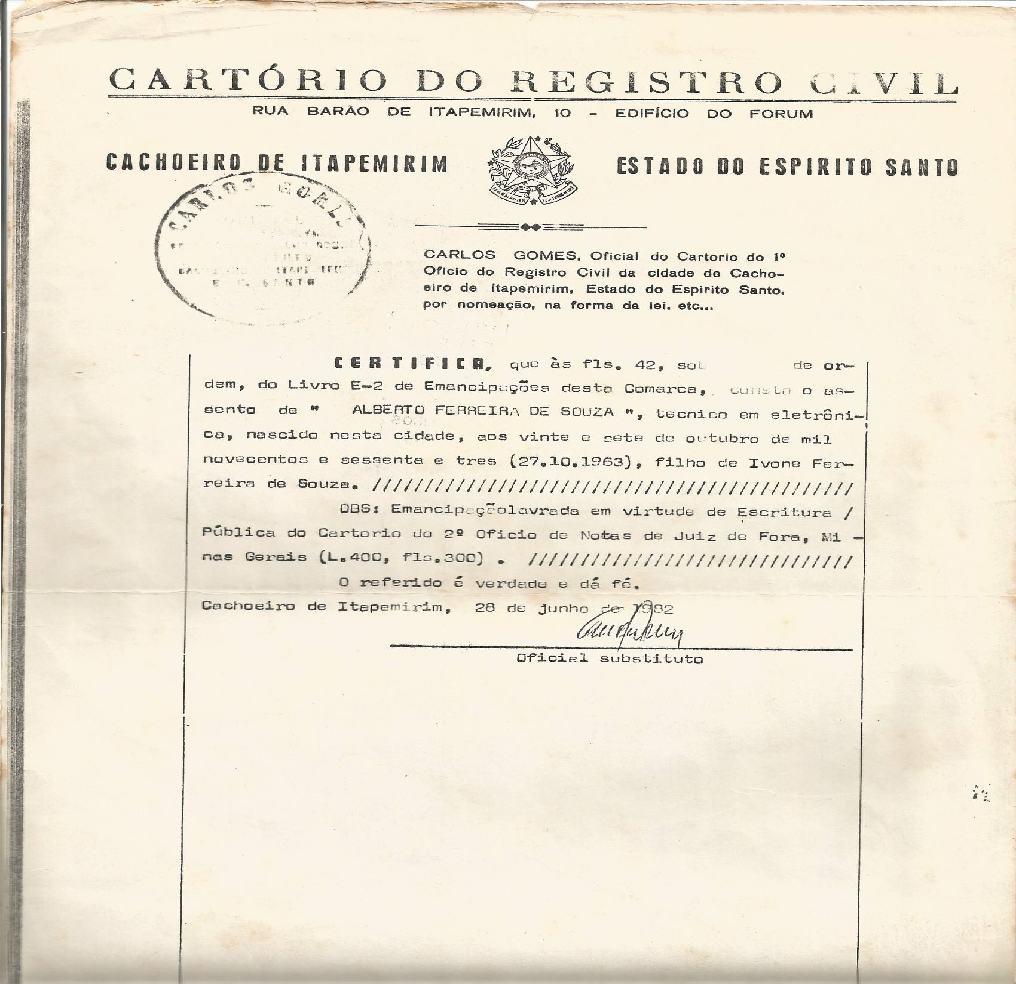 CARTÓRIO DO REGISTRO CIVIL
RUA BARÃO DE ITAPEMIRIM, 10 - EDIFÍCIO DO FORUM
CACHOEIRO DE ITAPEMIRIM ESTADO DO ESPIRITO SANTO
CARLOS GOMES
CARLOS GOMES, Oficial do Cartorio do 1º
Oficio do Registro Civil da cidade do Cacho-
eiro de Itapemirim, Estado do Espirito Santo,
por nomeação, na forma da lei, etc...
CERTIFICA, que às fls. 42, de or-
dem, do Livro E-2 de Emancipações desta Comarca, consta o as-
sento de " ALBERTO FERREIRA DE SOUZA ", tecnico em eletrôni-
ca, nascido nesta cidade, aos vinte e sete de outubro de mil
novecentos e sessenta e tres (27.10.1963), filho de Ivone Fer-
reira de Souza. //////////////////////////////////////////////
OBS: Emancipaçãolavrada em virtude de Escritura /
Pública do Cartorio do 2º Oficio de Notas de Juiz de Fora, Mi -
nas Gerais (L.400, fls.300) . ///////////////////////////////
O referido é verdade e dá fé.
Cachoeiro de Itapemirim, 28 de junho de 1982
Oficial substituto